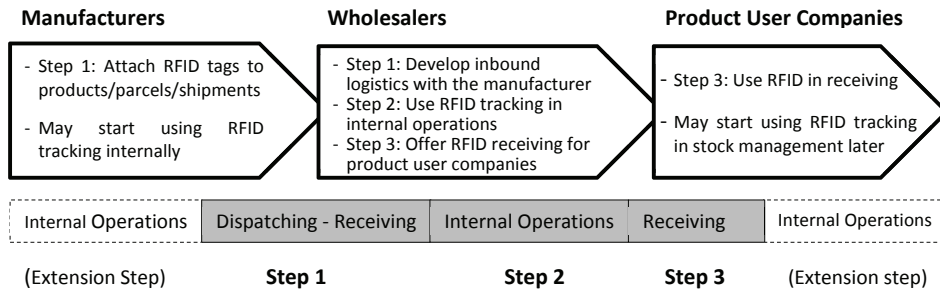 Manufacturers
Wholesalers
Product User Companies
- Step 1: Attach RFID tags to
products/parcels/shipments
- May start using RFID
tracking internally
- Step 1: Develop inbound
logistics with the manufacturer
- Step 2: Use RFID tracking in
internal operations
- Step 3: Offer RFID receiving for
product user companies
- Step 3: Use RFID in receiving
- May start using RFID tracking
in stock management later
Internal Operations
Dispatching - Receiving
Internal Operations
Receiving
Internal Operations
(Extension Step)
Step 1
Step 2
Step 3
(Extension step)